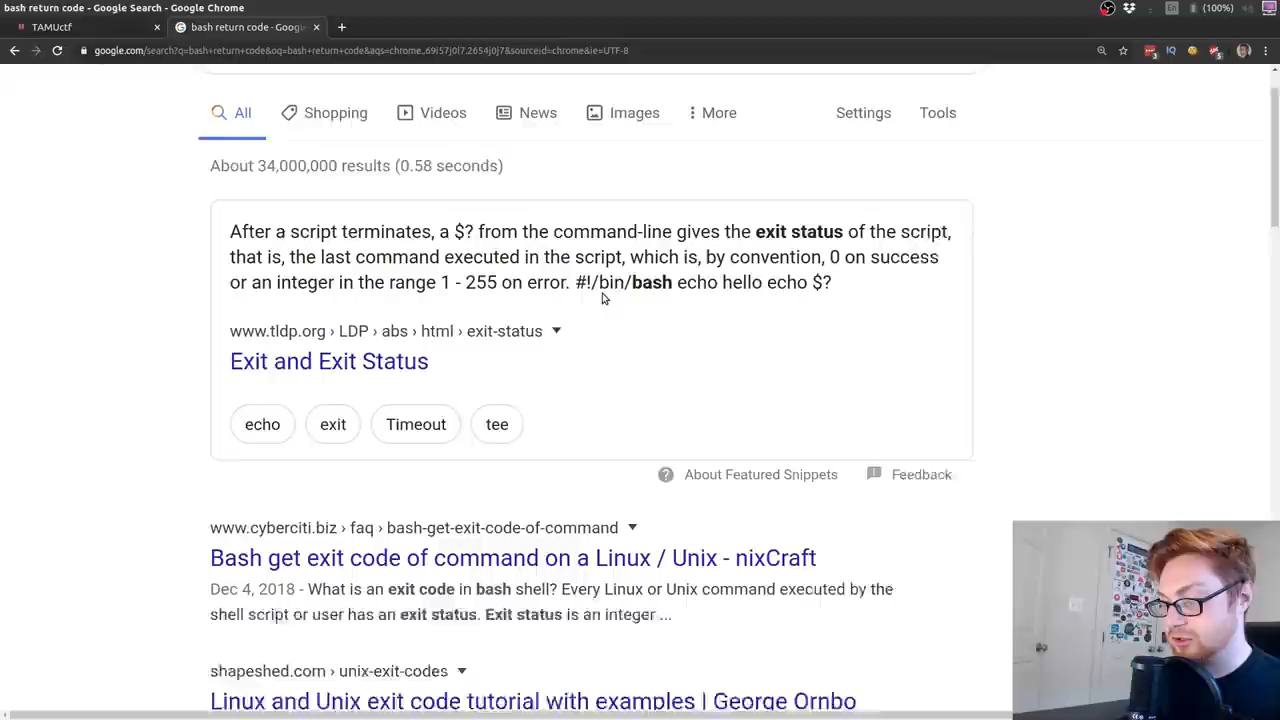 bash return code - Google Search - Google Chrome
En
(100%)
TAMUctf
bash return code - Googl
google.com/search?q=bash+return+code&oq=bash+return+code&aqs=chrome..69i57j0l7.2654j0j7&sourceid=chrome&ie=UTF-8
All
Shopping
Videos
News
Images
More
Settings
Tools
About 34,000,000 results (0.58 seconds)
After a script terminates, a $? from the command-line gives the exit status of the script,
that is, the last command executed in the script, which is, by convention, 0 on success
or an integer in the range 1 - 255 on error. #!/bin/bash echo hello echo $?
www.tldp.org › LDP › abs › html › exit-status
Exit and Exit Status
echo
exit
Timeout
tee
About Featured Snippets
Feedback
www.cyberciti.biz › faq › bash-get-exit-code-of-command
Bash get exit code of command on a Linux / Unix - nixCraft
Dec 4, 2018 - What is an exit code in bash shell? Every Linux or Unix command executed by the
shell script or user has an exit status. Exit status is an integer ...
shapeshed.com › unix-exit-codes
Linux and Unix exit code tutorial with examples | George Ornbo